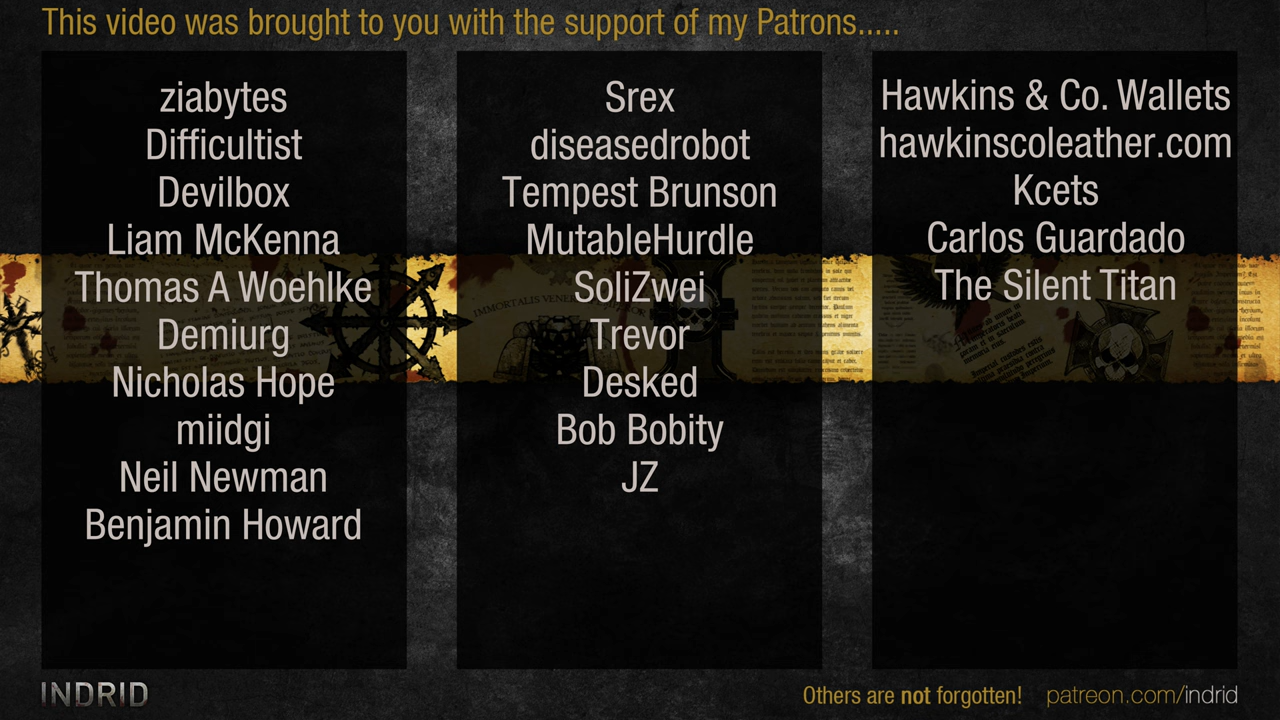 This video was brought to you with the support of my Patrons.....
ziabytes
Difficultist
Devilbox
Liam McKenna
Thomas A Woehlke
Demiurg
Nicholas Hope
miidgi
Neil Newman
Benjamin Howard
Srex
diseasedrobot
Tempest Brunson
MutableHurdle
SoliZwei
Trevor
Desked
Bob Bobity
JZ
Hawkins & Co. Wallets
hawkinscoleather.com
Kcets
Carlos Guardado
The Silent Titan
IMMORTALIS
INDRID
Others are not forgotten! patreon.com/indrid